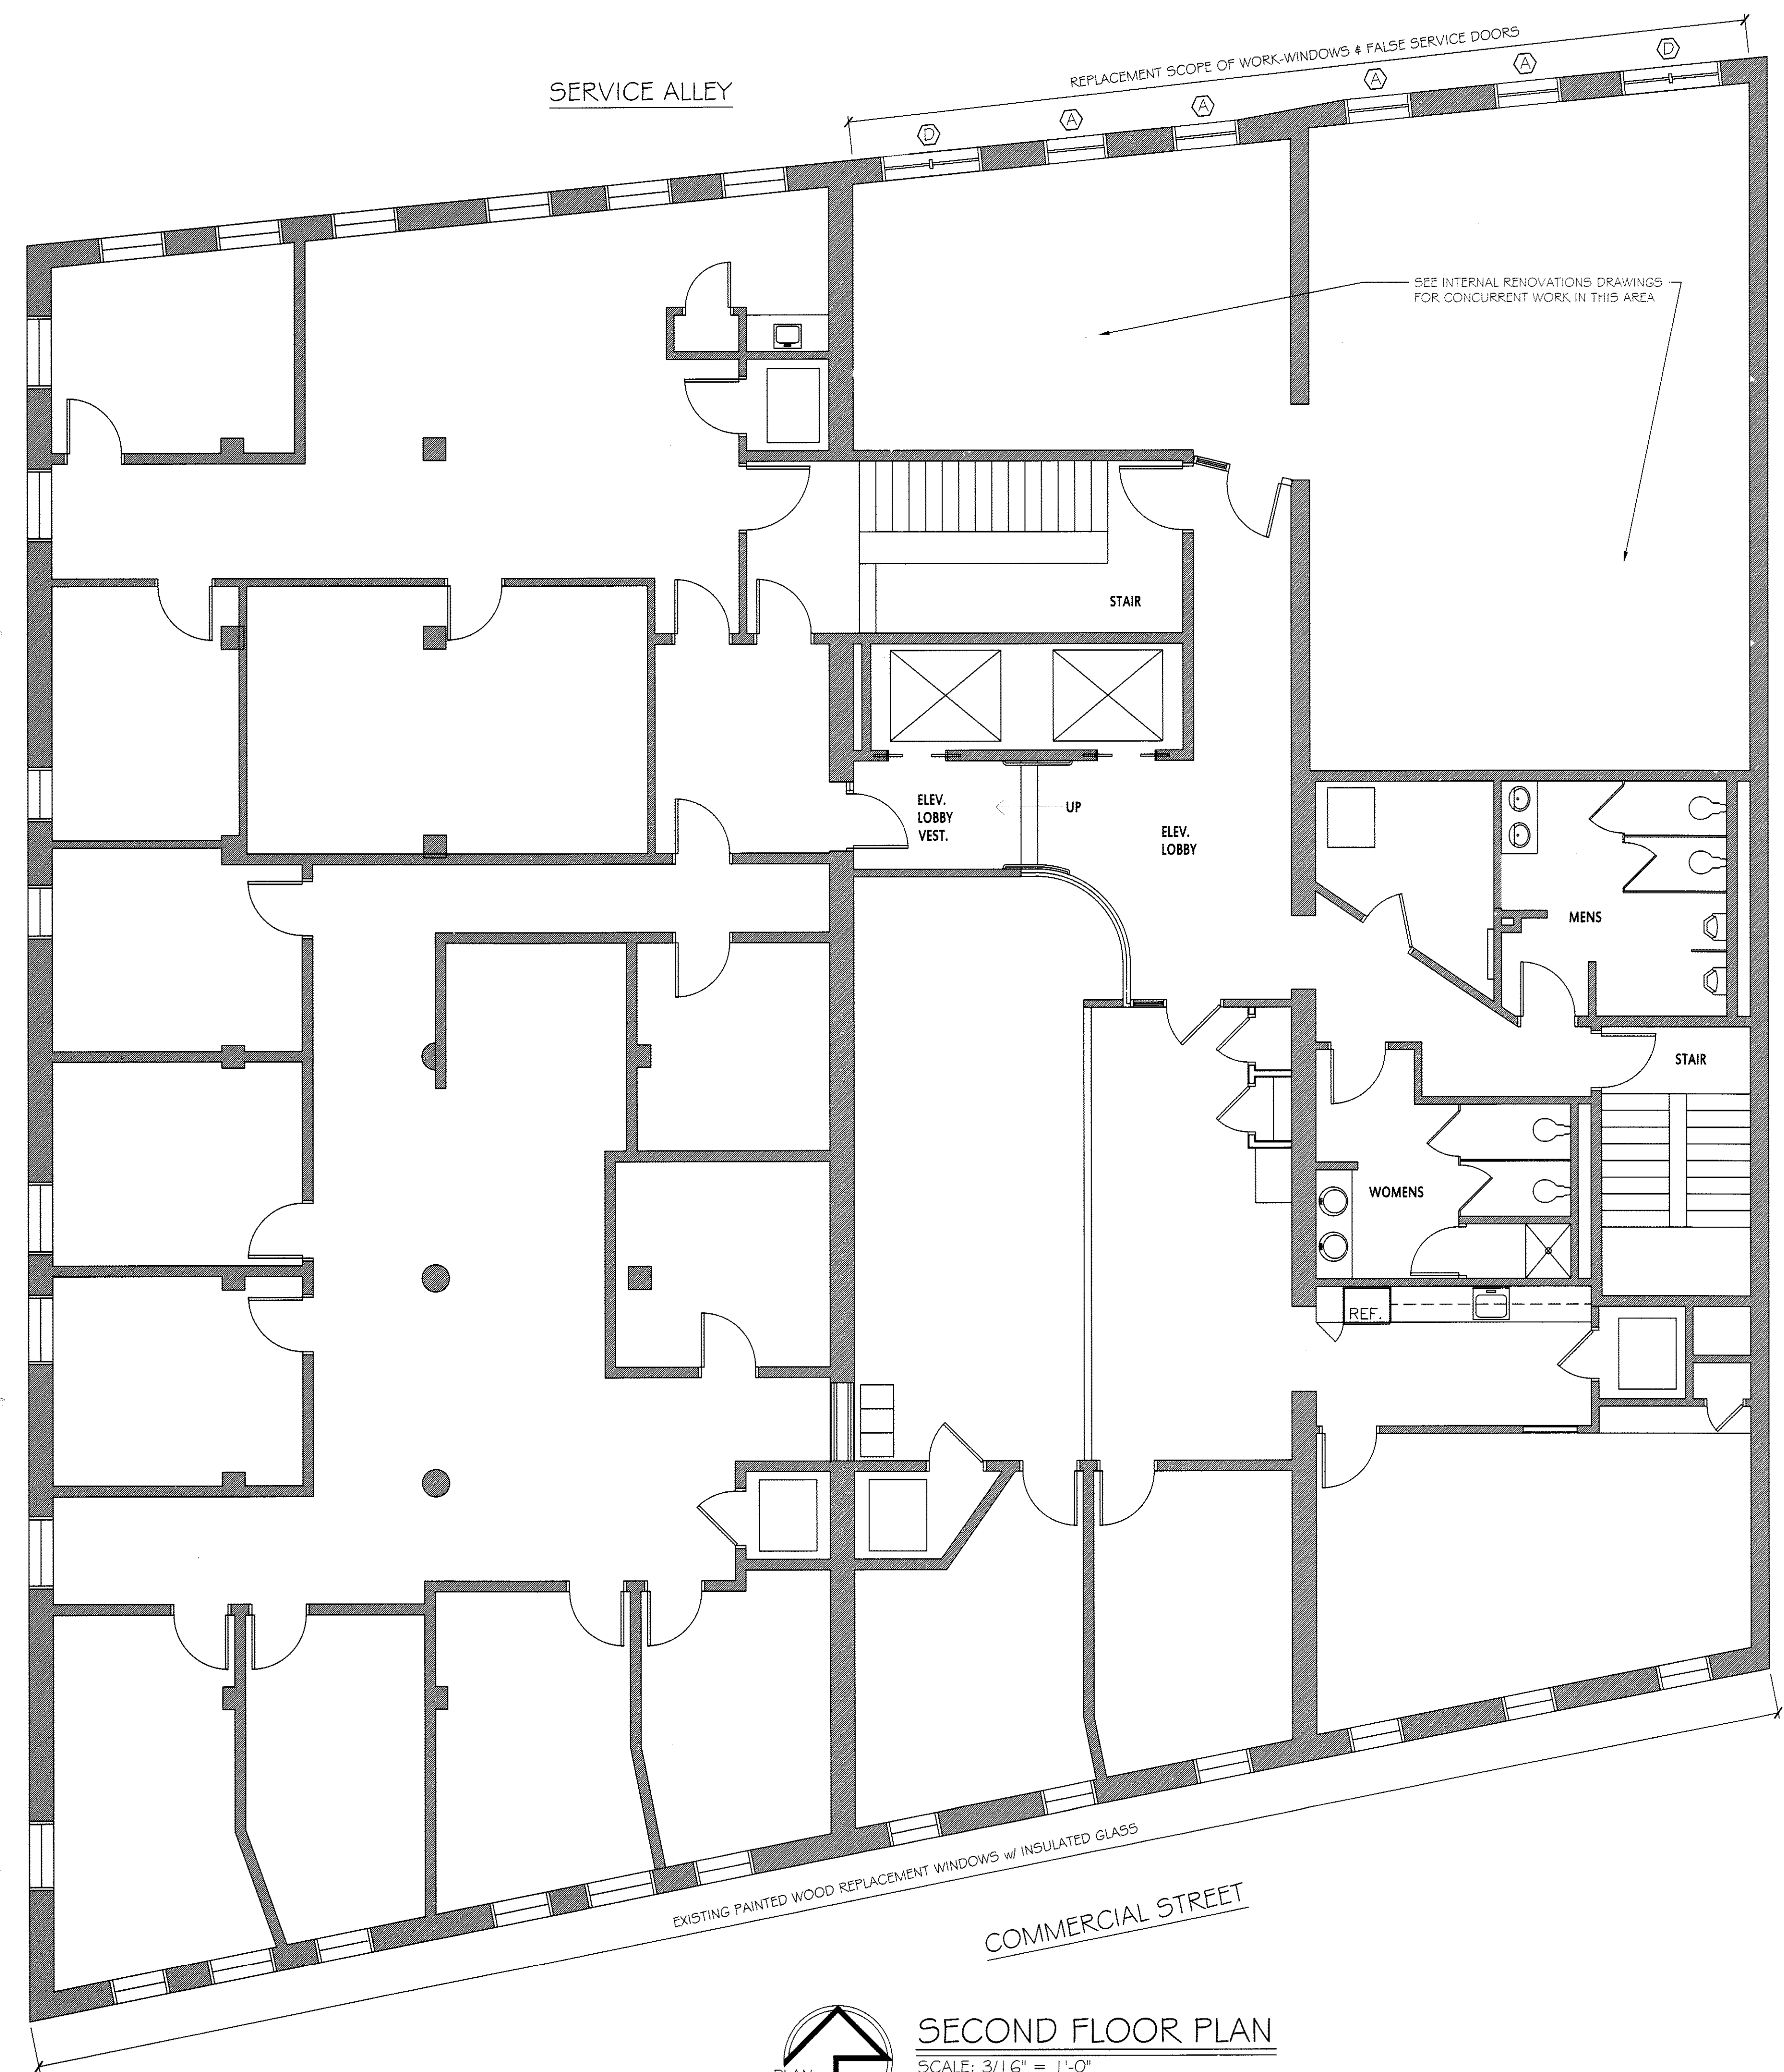 REPLACEMENT SCOPE OF WORK-WINDOWS & FALSE SERVICE DOORS
SERVICE ALLEY
D
A
A
A
A
D
SEE INTERNAL RENOVATIONS DRAWINGS
FOR CONCURRENT WORK IN THIS AREA
STAIR
ELEV.
LOBBY
VEST.
UP
ELEV.
LOBBY
MENS
STAIR
WOMENS
REF.
EXISTING PAINTED WOOD REPLACEMENT WINDOWS w/ INSULATED GLASS
COMMERCIAL STREET
SECOND FLOOR PLAN
PLAN
SCALE: 3/16" = 1'-0"